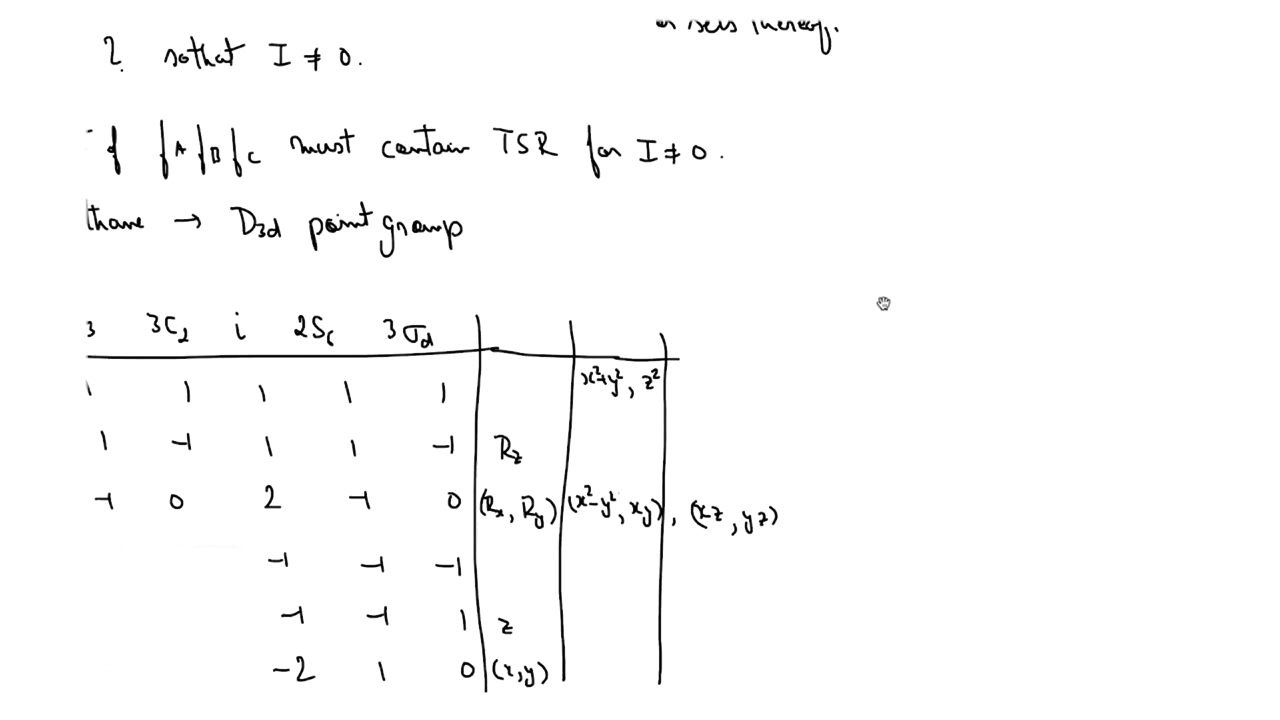 ? so that I ≠ 0.
f_A f_B f_C must contain TSR for I ≠ 0.
thane → D3d point group
3 3C2 i 2S6 3σd
1 1 1 1 1 x²+y², z²
1 -1 1 1 -1 Rz
-1 0 2 -1 0 (Rx, Ry) (x²-y², xy), (xz, yz)
-1 -1 -1
-1 -1 1 z
-2 1 0 (x,y)